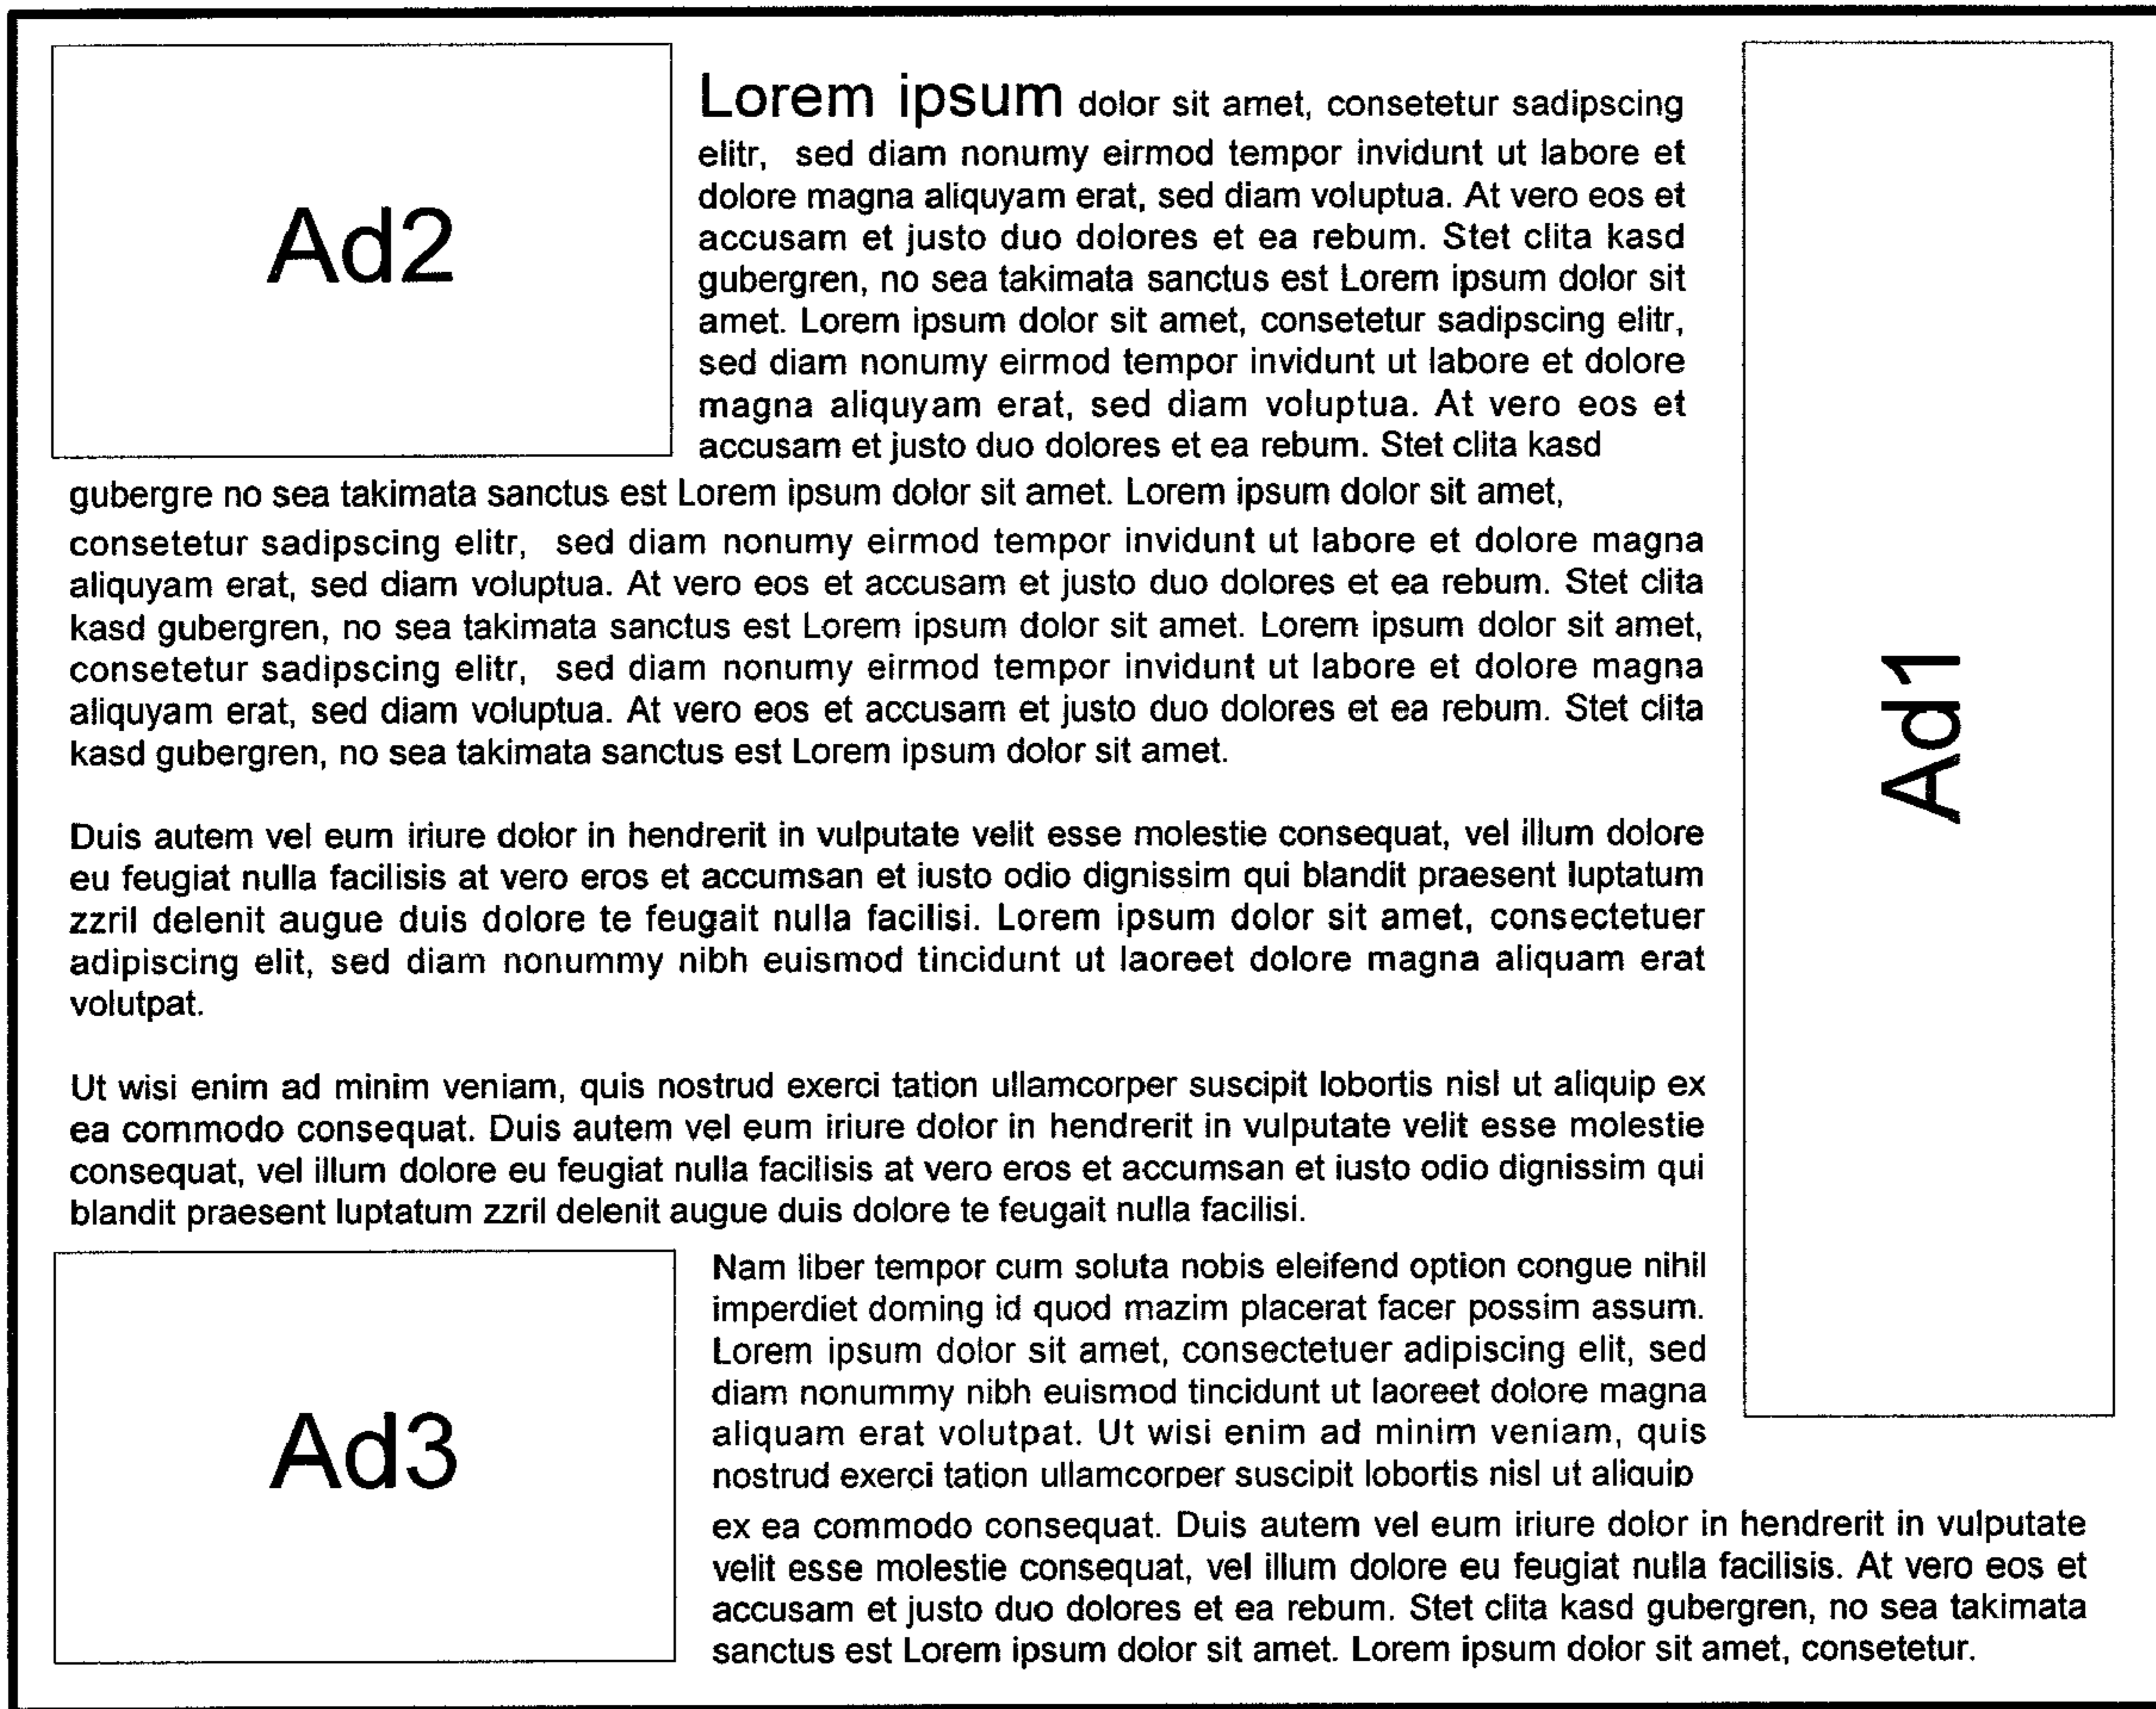 Ad2
Lorem ipsum dolor sit amet, consetetur sadipscing
elitr, sed diam nonumy eirmod tempor invidunt ut labore et
dolore magna aliquyam erat, sed diam voluptua. At vero eos et
accusam et justo duo dolores et ea rebum. Stet clita kasd
gubergren, no sea takimata sanctus est Lorem ipsum dolor sit
amet. Lorem ipsum dolor sit amet, consetetur sadipscing elitr,
sed diam nonumy eirmod tempor invidunt ut labore et dolore
magna aliquyam erat, sed diam voluptua. At vero eos et
accusam et justo duo dolores et ea rebum. Stet clita kasd
gubergre no sea takimata sanctus est Lorem ipsum dolor sit amet. Lorem ipsum dolor sit amet,
consetetur sadipscing elitr, sed diam nonumy eirmod tempor invidunt ut labore et dolore magna
aliquyam erat, sed diam voluptua. At vero eos et accusam et justo duo dolores et ea rebum. Stet clita
kasd gubergren, no sea takimata sanctus est Lorem ipsum dolor sit amet. Lorem ipsum dolor sit amet,
consetetur sadipscing elitr, sed diam nonumy eirmod tempor invidunt ut labore et dolore magna
aliquyam erat, sed diam voluptua. At vero eos et accusam et justo duo dolores et ea rebum. Stet clita
kasd gubergren, no sea takimata sanctus est Lorem ipsum dolor sit amet.
Duis autem vel eum iriure dolor in hendrerit in vulputate velit esse molestie consequat, vel illum dolore
eu feugiat nulla facilisis at vero eros et accumsan et iusto odio dignissim qui blandit praesent luptatum
zzril delenit augue duis dolore te feugait nulla facilisi. Lorem ipsum dolor sit amet, consectetuer
adipiscing elit, sed diam nonummy nibh euismod tincidunt ut laoreet dolore magna aliquam erat
volutpat.
Ut wisi enim ad minim veniam, quis nostrud exerci tation ullamcorper suscipit lobortis nisl ut aliquip ex
ea commodo consequat. Duis autem vel eum iriure dolor in hendrerit in vulputate velit esse molestie
consequat, vel illum dolore eu feugiat nulla facilisis at vero eros et accumsan et iusto odio dignissim qui
blandit praesent luptatum zzril delenit augue duis dolore te feugait nulla facilisi.
Ad3
Nam liber tempor cum soluta nobis eleifend option congue nihil
imperdiet doming id quod mazim placerat facer possim assum.
Lorem ipsum dolor sit amet, consectetuer adipiscing elit, sed
diam nonummy nibh euismod tincidunt ut laoreet dolore magna
aliquam erat volutpat. Ut wisi enim ad minim veniam, quis
nostrud exerci tation ullamcorper suscipit lobortis nisl ut aliquip
ex ea commodo consequat. Duis autem vel eum iriure dolor in hendrerit in vulputate
velit esse molestie consequat, vel illum dolore eu feugiat nulla facilisis. At vero eos et
accusam et justo duo dolores et ea rebum. Stet clita kasd gubergren, no sea takimata
sanctus est Lorem ipsum dolor sit amet. Lorem ipsum dolor sit amet, consetetur.
Ad1